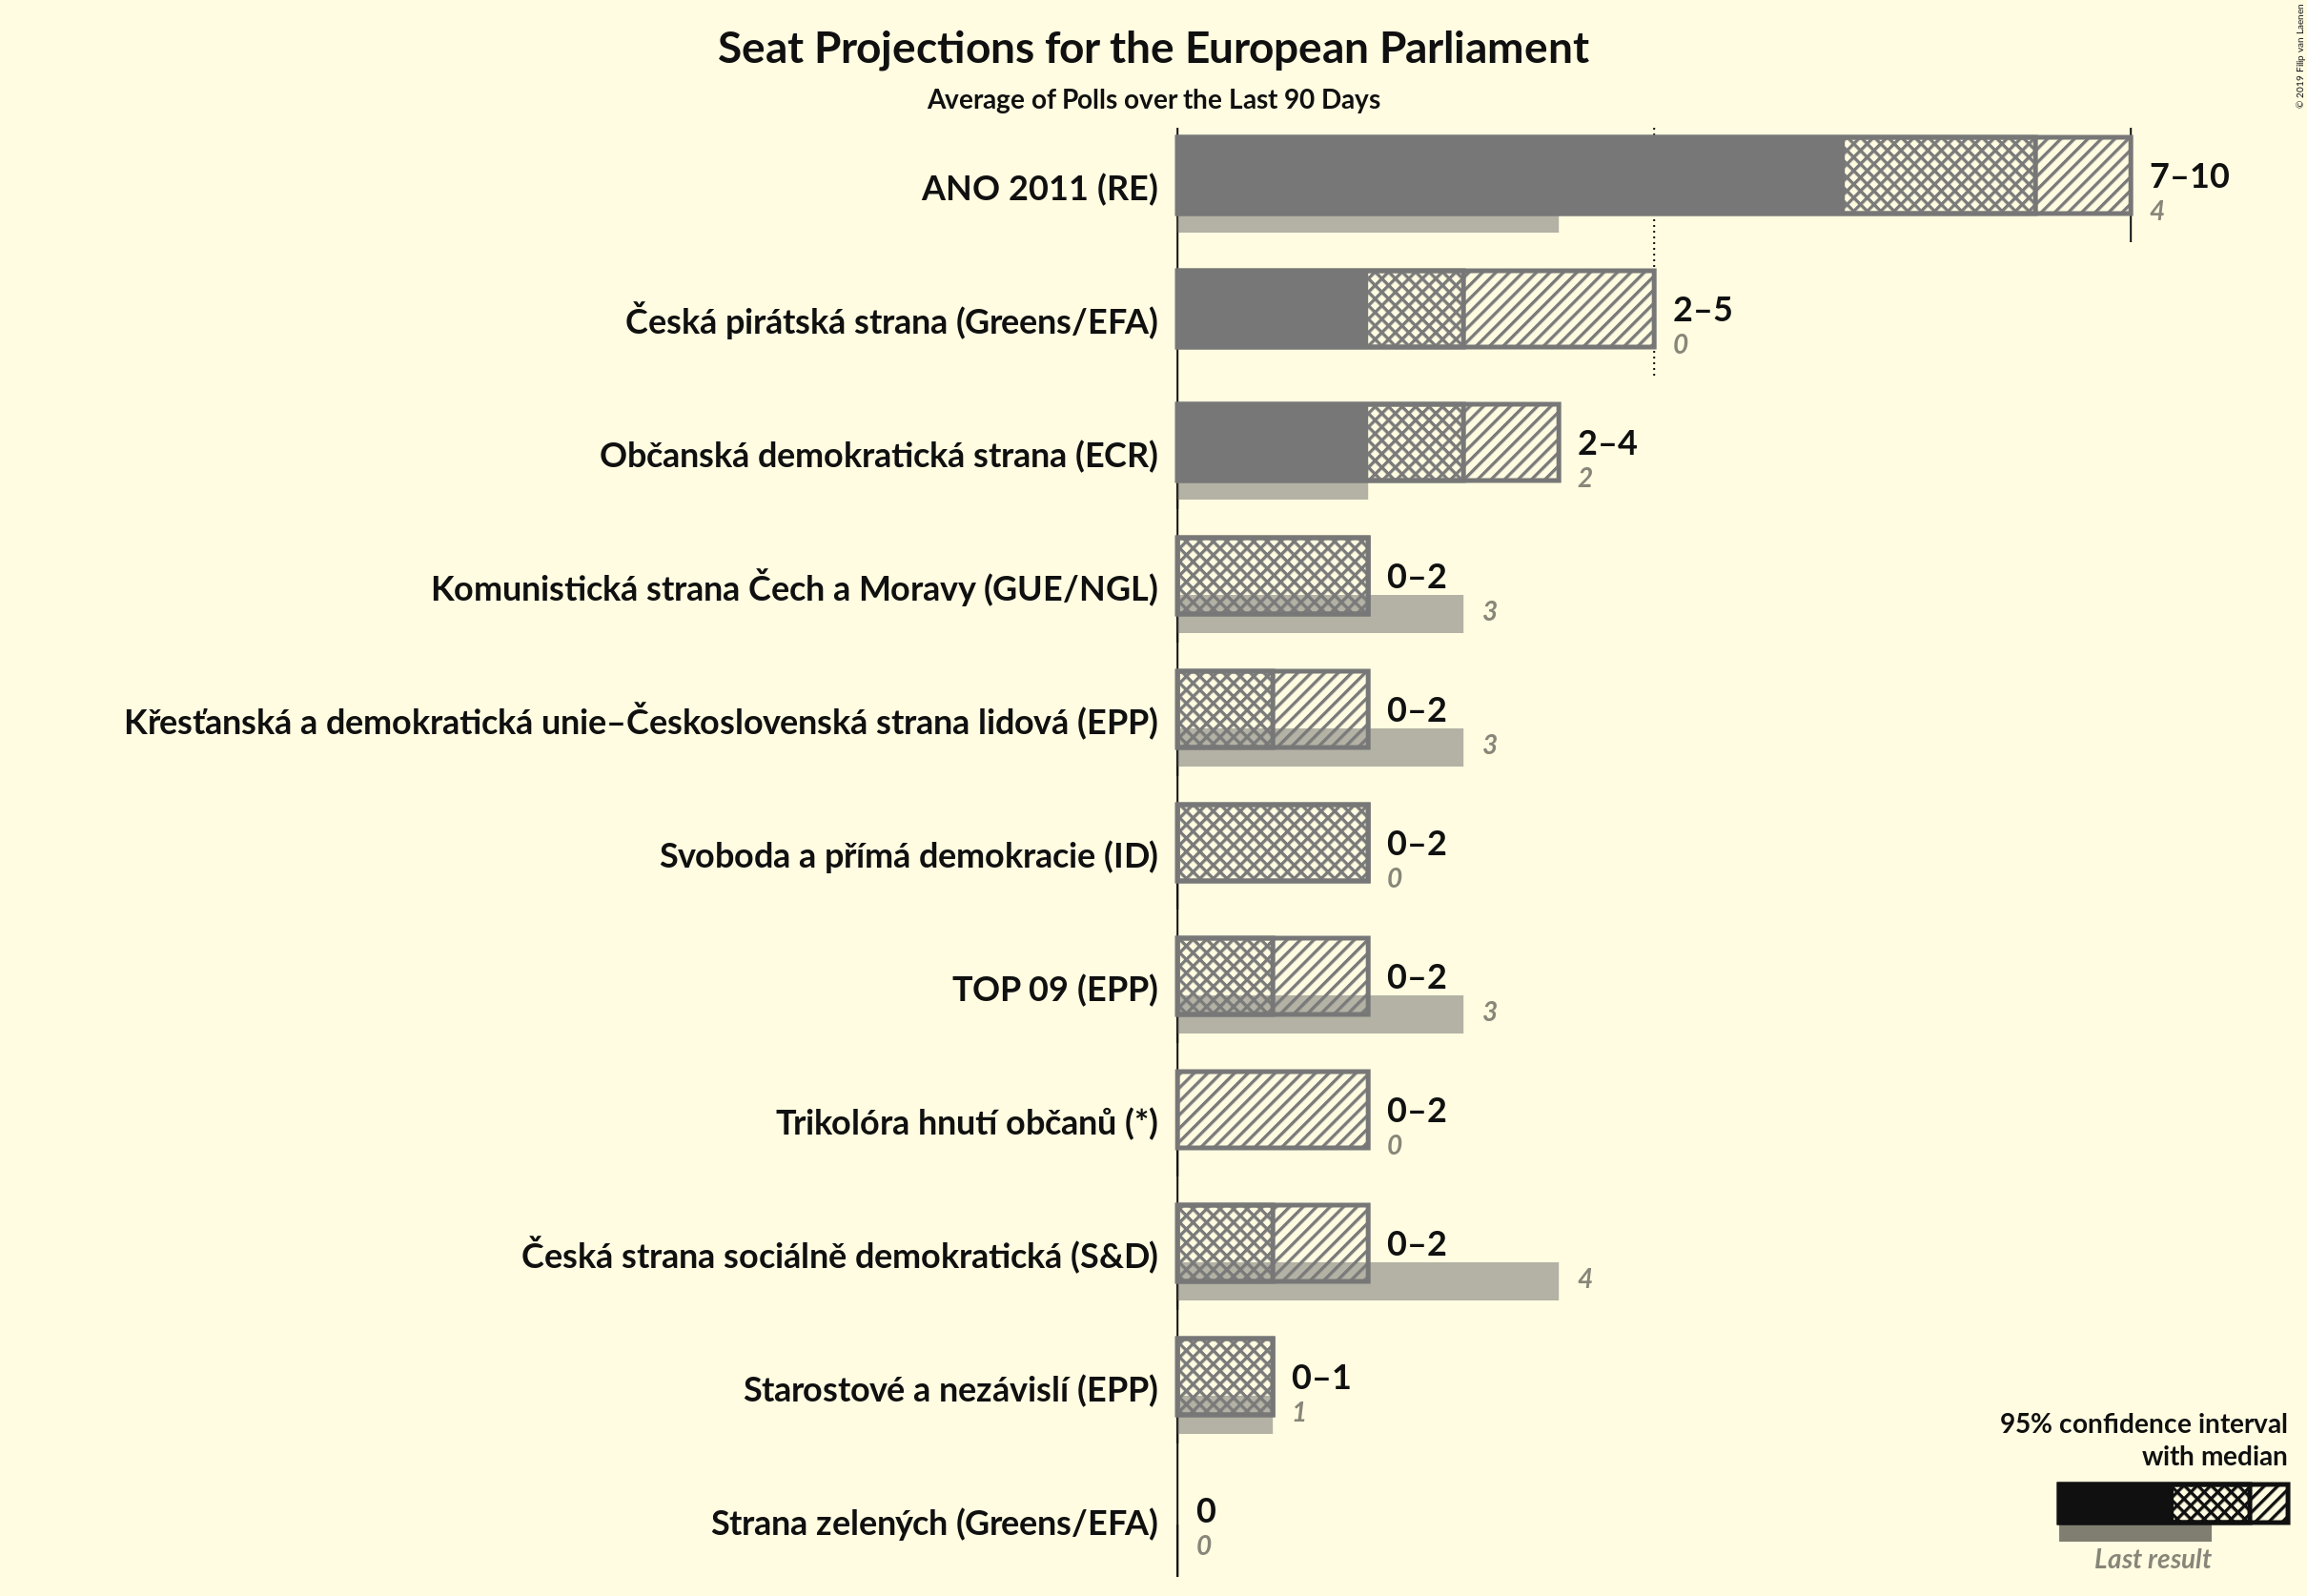 Seat Projections for the European Parliament
Average of Polls over the Last 90 Days
© 2019 Filip van Laenen
ANO 2011 (RE)
7–10
4
Česká pirátská strana (Greens/EFA)
2–5
0
Občanská demokratická strana (ECR)
2–4
2
Komunistická strana Čech a Moravy (GUE/NGL)
0–2
3
Křesťanská a demokratická unie–Československá strana lidová (EPP)
0–2
3
Svoboda a přímá demokracie (ID)
0–2
0
TOP 09 (EPP)
0–2
3
Trikolóra hnutí občanů (*)
0–2
0
Česká strana sociálně demokratická (S&D)
0–2
4
Starostové a nezávislí (EPP)
0–1
1
Strana zelených (Greens/EFA)
0
0
95% confidence interval
with median
Last result